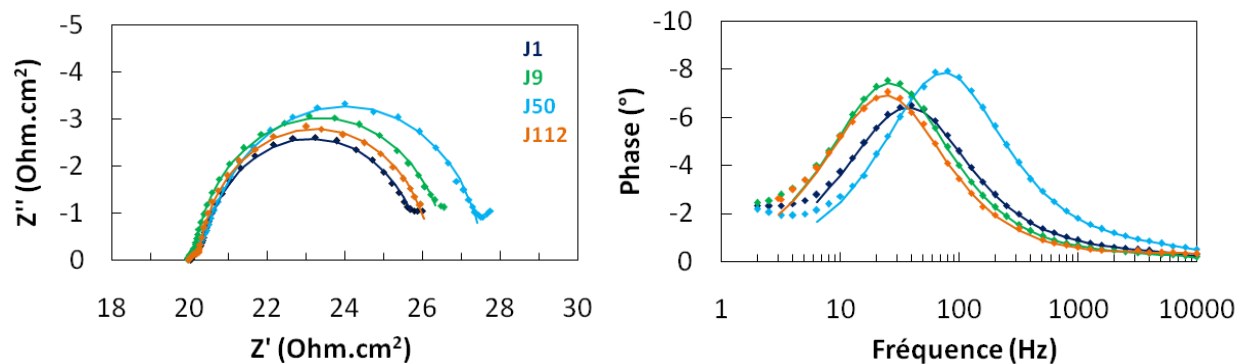 -5
-4
-3
-2
-1
0
Z'' (Ohm.cm²)
18 20 22 24 26 28 30
Z' (Ohm.cm²)
J1
J9
J50
J112
-10
-8
-6
-4
-2
0
Phase (°)
1 10 100 1000 10000
Fréquence (Hz)